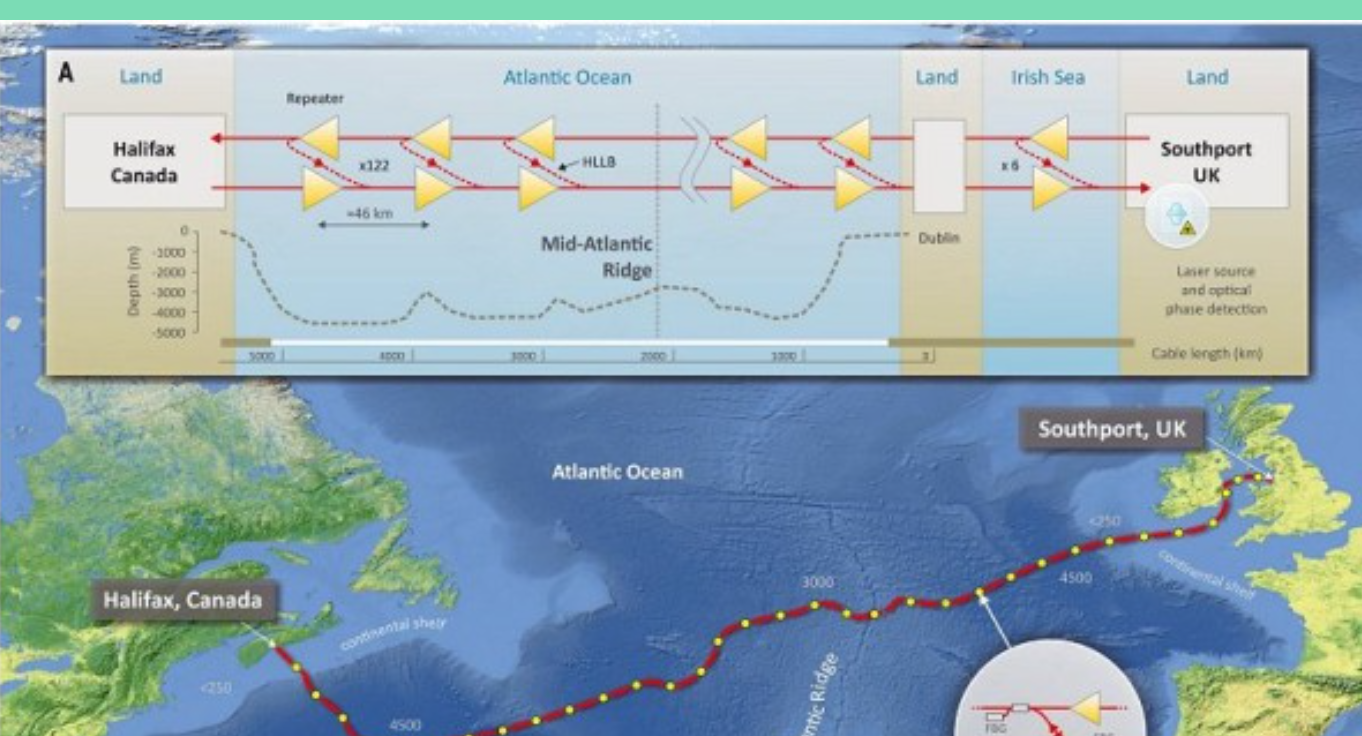 A
Land
Atlantic Ocean
Land
Irish Sea
Land
Repeater
Halifax
Canada
x122
HLLB
x 6
Southport
UK
≈46 km
Dublin
Mid-Atlantic
Ridge
Depth (m)
0
-1000
-2000
-3000
-4000
-5000
Laser source
and optical
phase detection
5000
4000
3000
2000
1000
Cable length (km)
Southport, UK
Atlantic Ocean
<250
continental shelf
3000
4500
Halifax, Canada
continental shelf
<250
4500
ntic Ridge
FBG